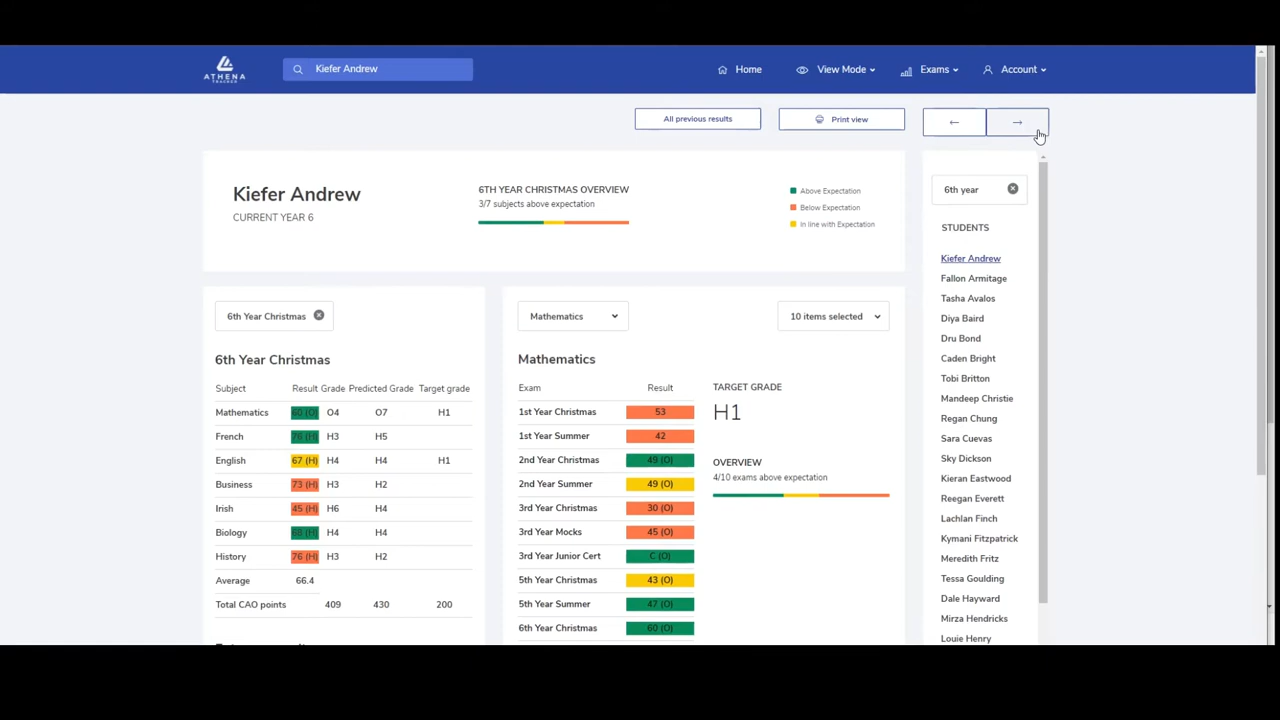 ATHENA
TRACKER
Kiefer Andrew
Home
View Mode
Exams
Account
All previous results
Print view
Kiefer Andrew
CURRENT YEAR 6
6TH YEAR CHRISTMAS OVERVIEW
3/7 subjects above expectation
Above Expectation
Below Expectation
In line with Expectation
6th Year Christmas
6th Year Christmas
Subject Result Grade Predicted Grade Target grade
Mathematics 60 (O) O4 O7 H1
French 76 (H) H3 H5
English 67 (H) H4 H4 H1
Business 73 (H) H3 H2
Irish 45 (H) H6 H4
Biology 68 (H) H4 H4
History 76 (H) H3 H2
Average 66.4
Total CAO points 409 430 200
Mathematics
10 items selected
Mathematics
Exam Result
1st Year Christmas 53
1st Year Summer 42
2nd Year Christmas 49 (O)
2nd Year Summer 49 (O)
3rd Year Christmas 30 (O)
3rd Year Mocks 45 (O)
3rd Year Junior Cert C (O)
5th Year Christmas 43 (O)
5th Year Summer 47 (O)
6th Year Christmas 60 (O)
TARGET GRADE
H1
OVERVIEW
4/10 exams above expectation
6th year
STUDENTS
Kiefer Andrew
Fallon Armitage
Tasha Avalos
Diya Baird
Dru Bond
Caden Bright
Tobi Britton
Mandeep Christie
Regan Chung
Sara Cuevas
Sky Dickson
Kieran Eastwood
Reegan Everett
Lachlan Finch
Kymani Fitzpatrick
Meredith Fritz
Tessa Goulding
Dale Hayward
Mirza Hendricks
Louie Henry